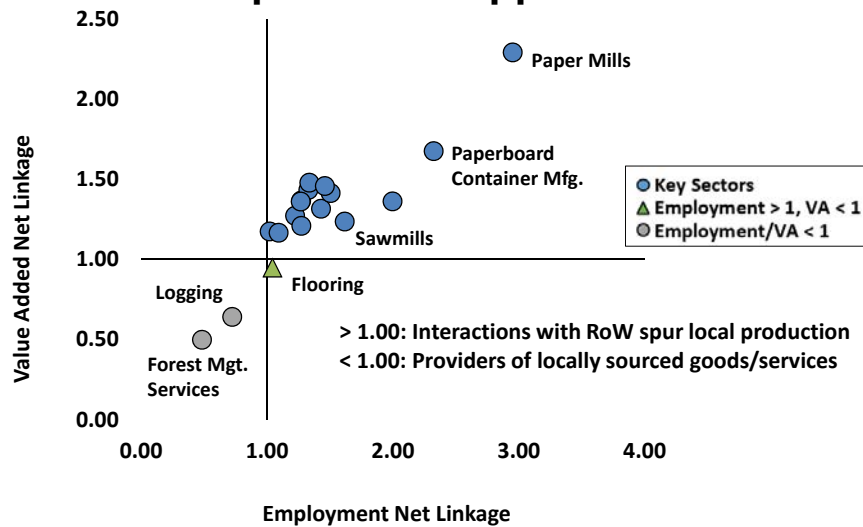 2.50
2.00
1.50
1.00
0.50
0.00
Value Added Net Linkage
Paper Mills
Paperboard
Container Mfg.
Sawmills
Flooring
Logging
Forest Mgt.
Services
Key Sectors
Employment > 1, VA < 1
Employment/VA < 1
> 1.00: Interactions with RoW spur local production
< 1.00: Providers of locally sourced goods/services
0.00 1.00 2.00 3.00 4.00
Employment Net Linkage